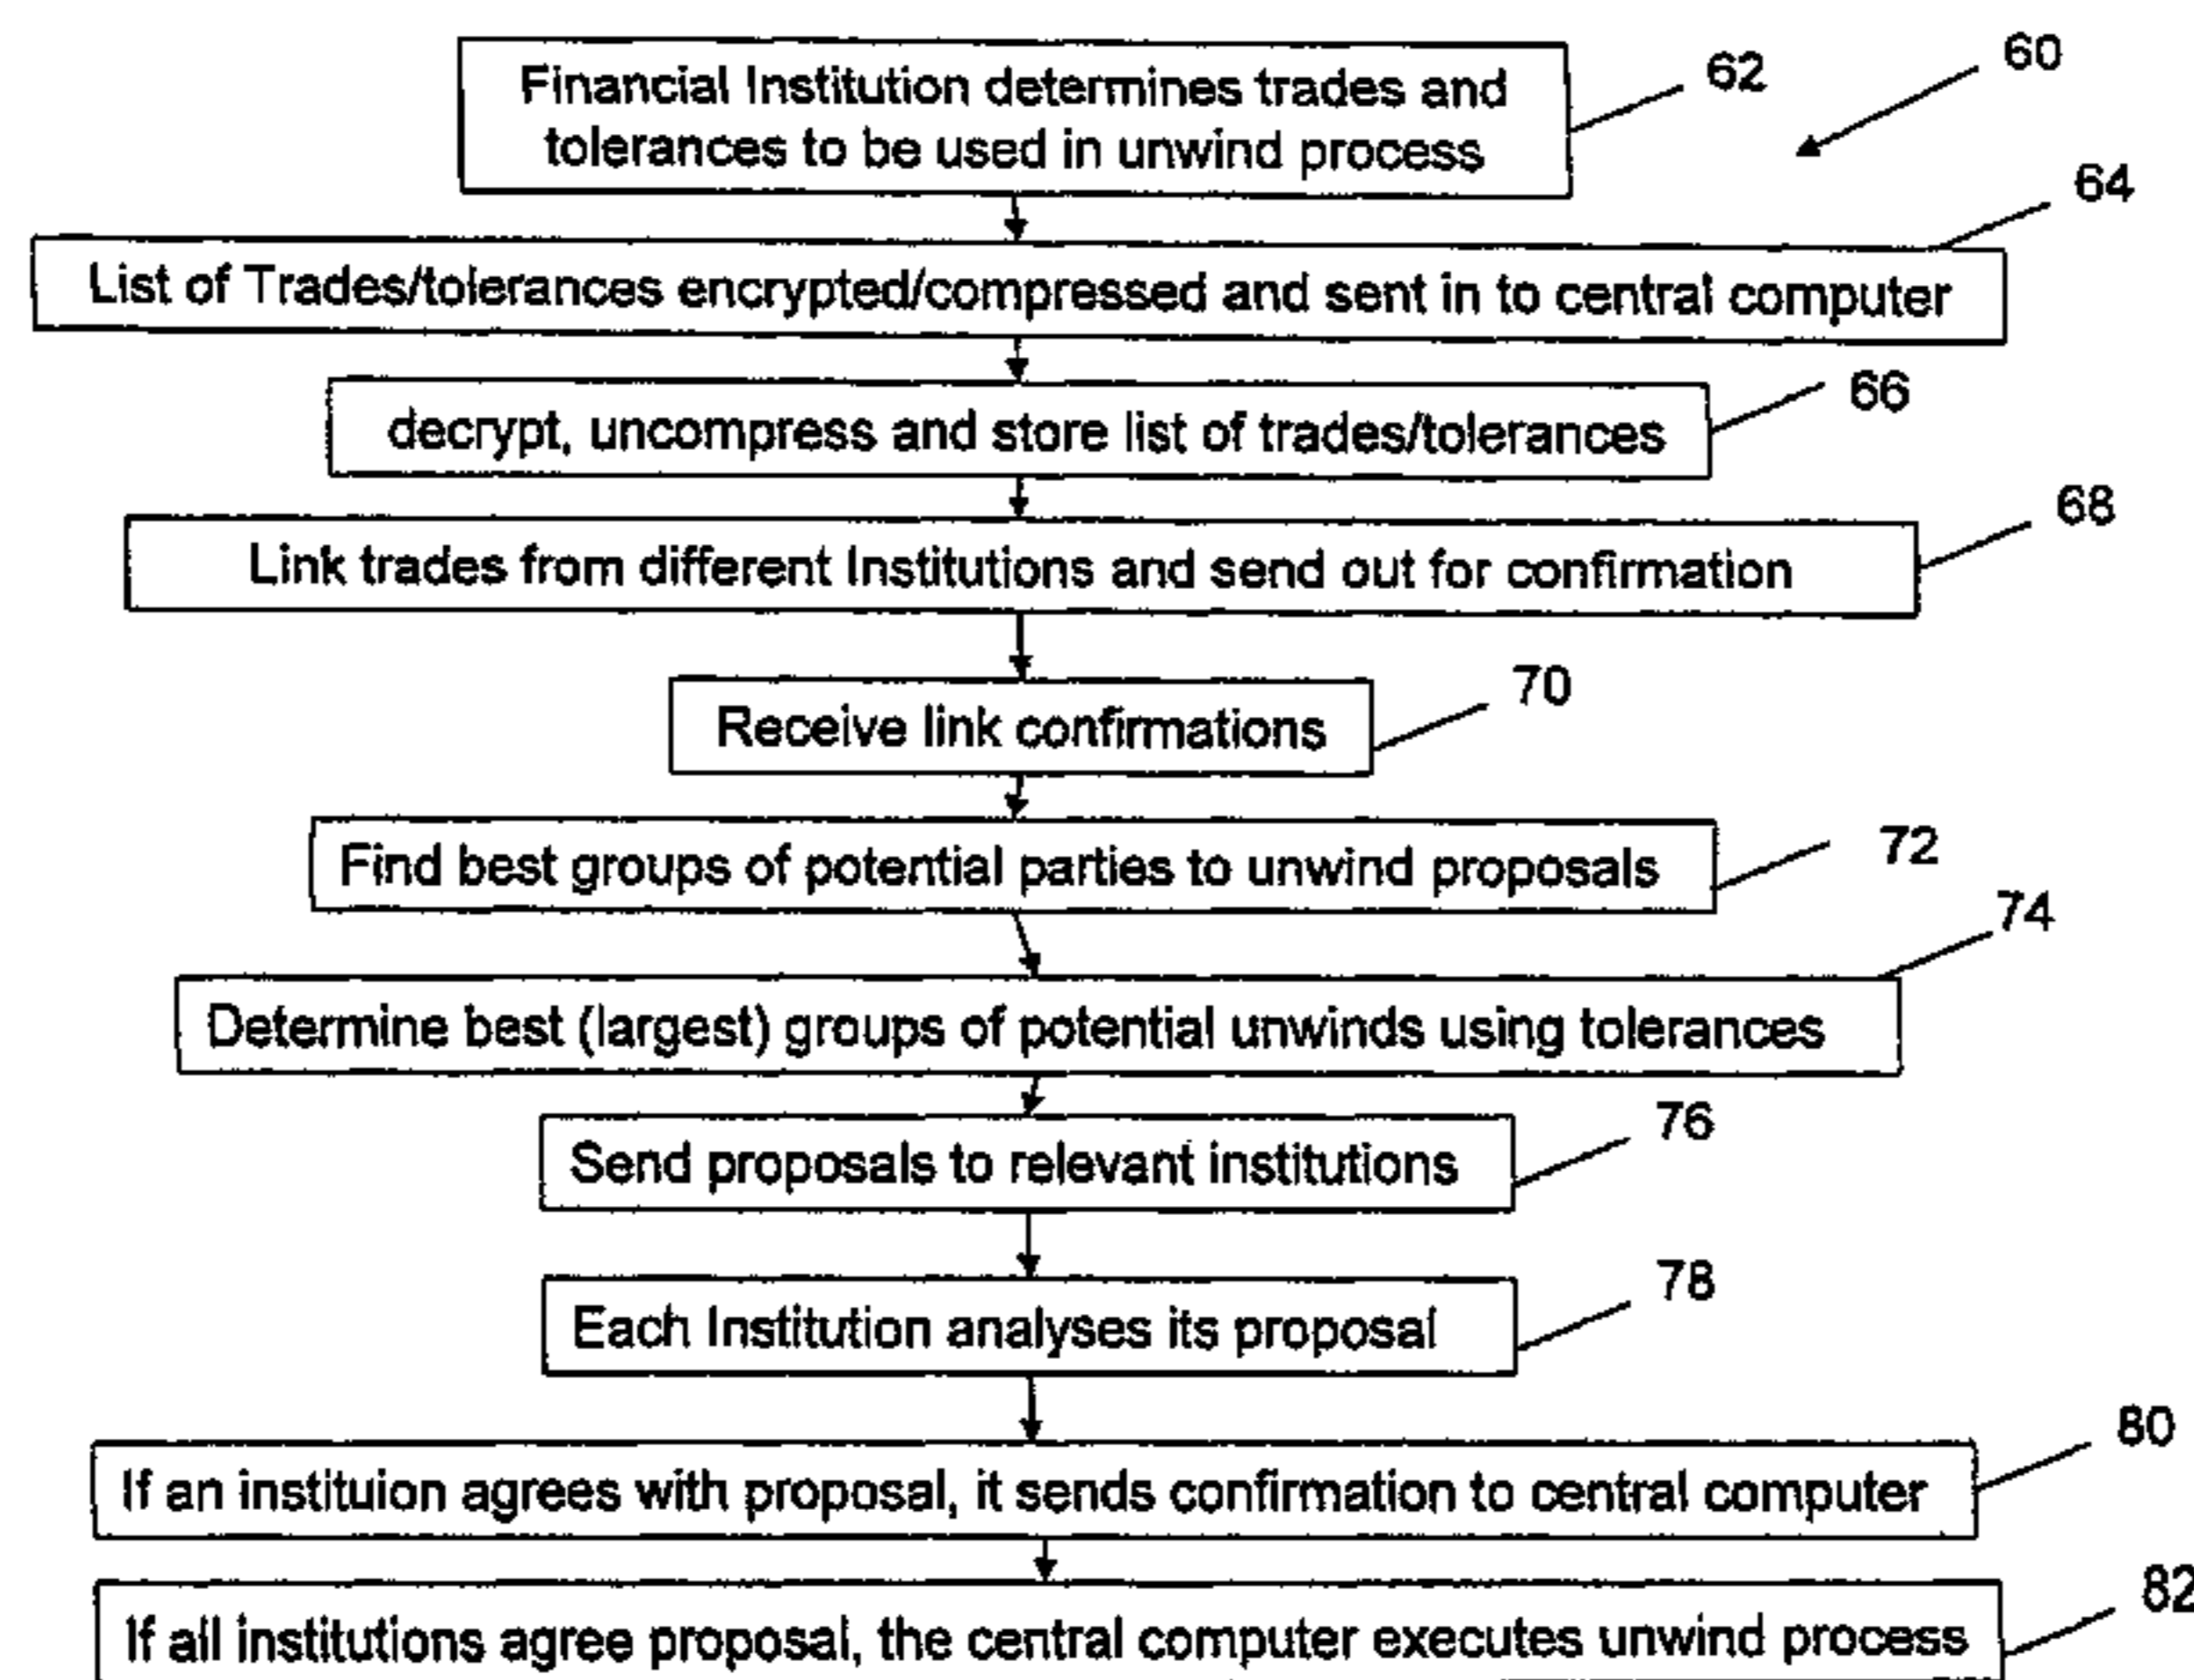 Financial Institution determines trades and
tolerances to be used in unwind process
62
60
64
List of Trades/tolerances encrypted/compressed and sent in to central computer
66
decrypt, uncompress and store list of trades/tolerances
68
Link trades from different Institutions and send out for confirmation
70
Receive link confirmations
72
Find best groups of potential parties to unwind proposals
74
Determine best (largest) groups of potential unwinds using tolerances
76
Send proposals to relevant institutions
78
Each Institution analyses its proposal
80
If an instituion agrees with proposal, it sends confirmation to central computer
82
If all institutions agree proposal, the central computer executes unwind process